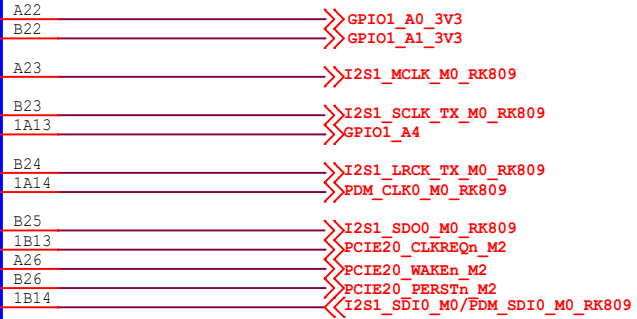 A22 GPIO1_A0_3V3
B22 GPIO1_A1_3V3
A23 I2S1_MCLK_M0_RK809
B23 I2S1_SCLK_TX_M0_RK809
1A13 GPIO1_A4
B24 I2S1_LRCK_TX_M0_RK809
1A14 PDM_CLK0_M0_RK809
B25 I2S1_SDO0_M0_RK809
1B13 PCIE20_CLKREQn_M2
A26 PCIE20_WAKEn_M2
B26 PCIE20_PERSTn_M2
1B14 I2S1_SDI0_M0/PDM_SDI0_M0_RK809